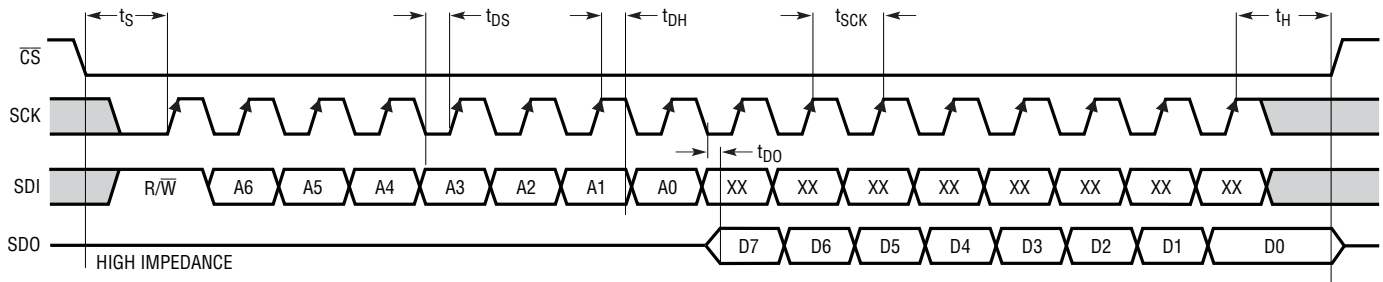 tS tDS tDH tSCK tH
CS
SCK
tDO
SDI R/W A6 A5 A4 A3 A2 A1 A0 XX XX XX XX XX XX XX XX
SDO D7 D6 D5 D4 D3 D2 D1 D0
HIGH IMPEDANCE